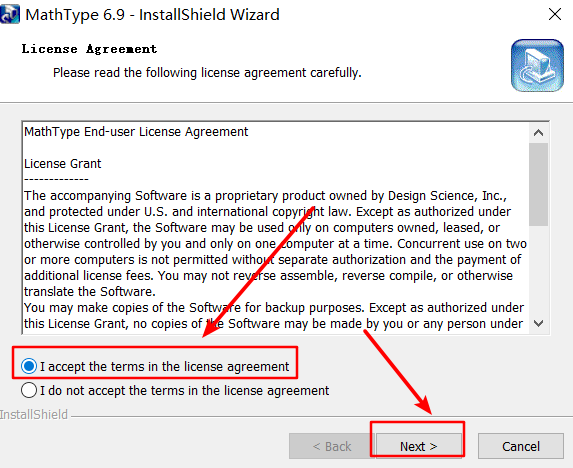 MathType 6.9 - InstallShield Wizard
License Agreement
Please read the following license agreement carefully.
MathType End-user License Agreement
License Grant
-------------
The accompanying Software is a proprietary product owned by Design Science, Inc.,
and protected under U.S. and international copyright law. Except as authorized under
this License Grant, the Software may be used only on computers owned, leased, or
otherwise controlled by you and only on one computer at a time. Concurrent use on two
or more computers is not permitted without separate authorization and the payment of
additional license fees. You may not reverse assemble, reverse compile, or otherwise
translate the Software.
You may make copies of the Software for backup purposes. Except as authorized under
this License Grant, no copies of the Software may be made by you or any person under
I accept the terms in the license agreement
I do not accept the terms in the license agreement
InstallShield
< Back Next > Cancel